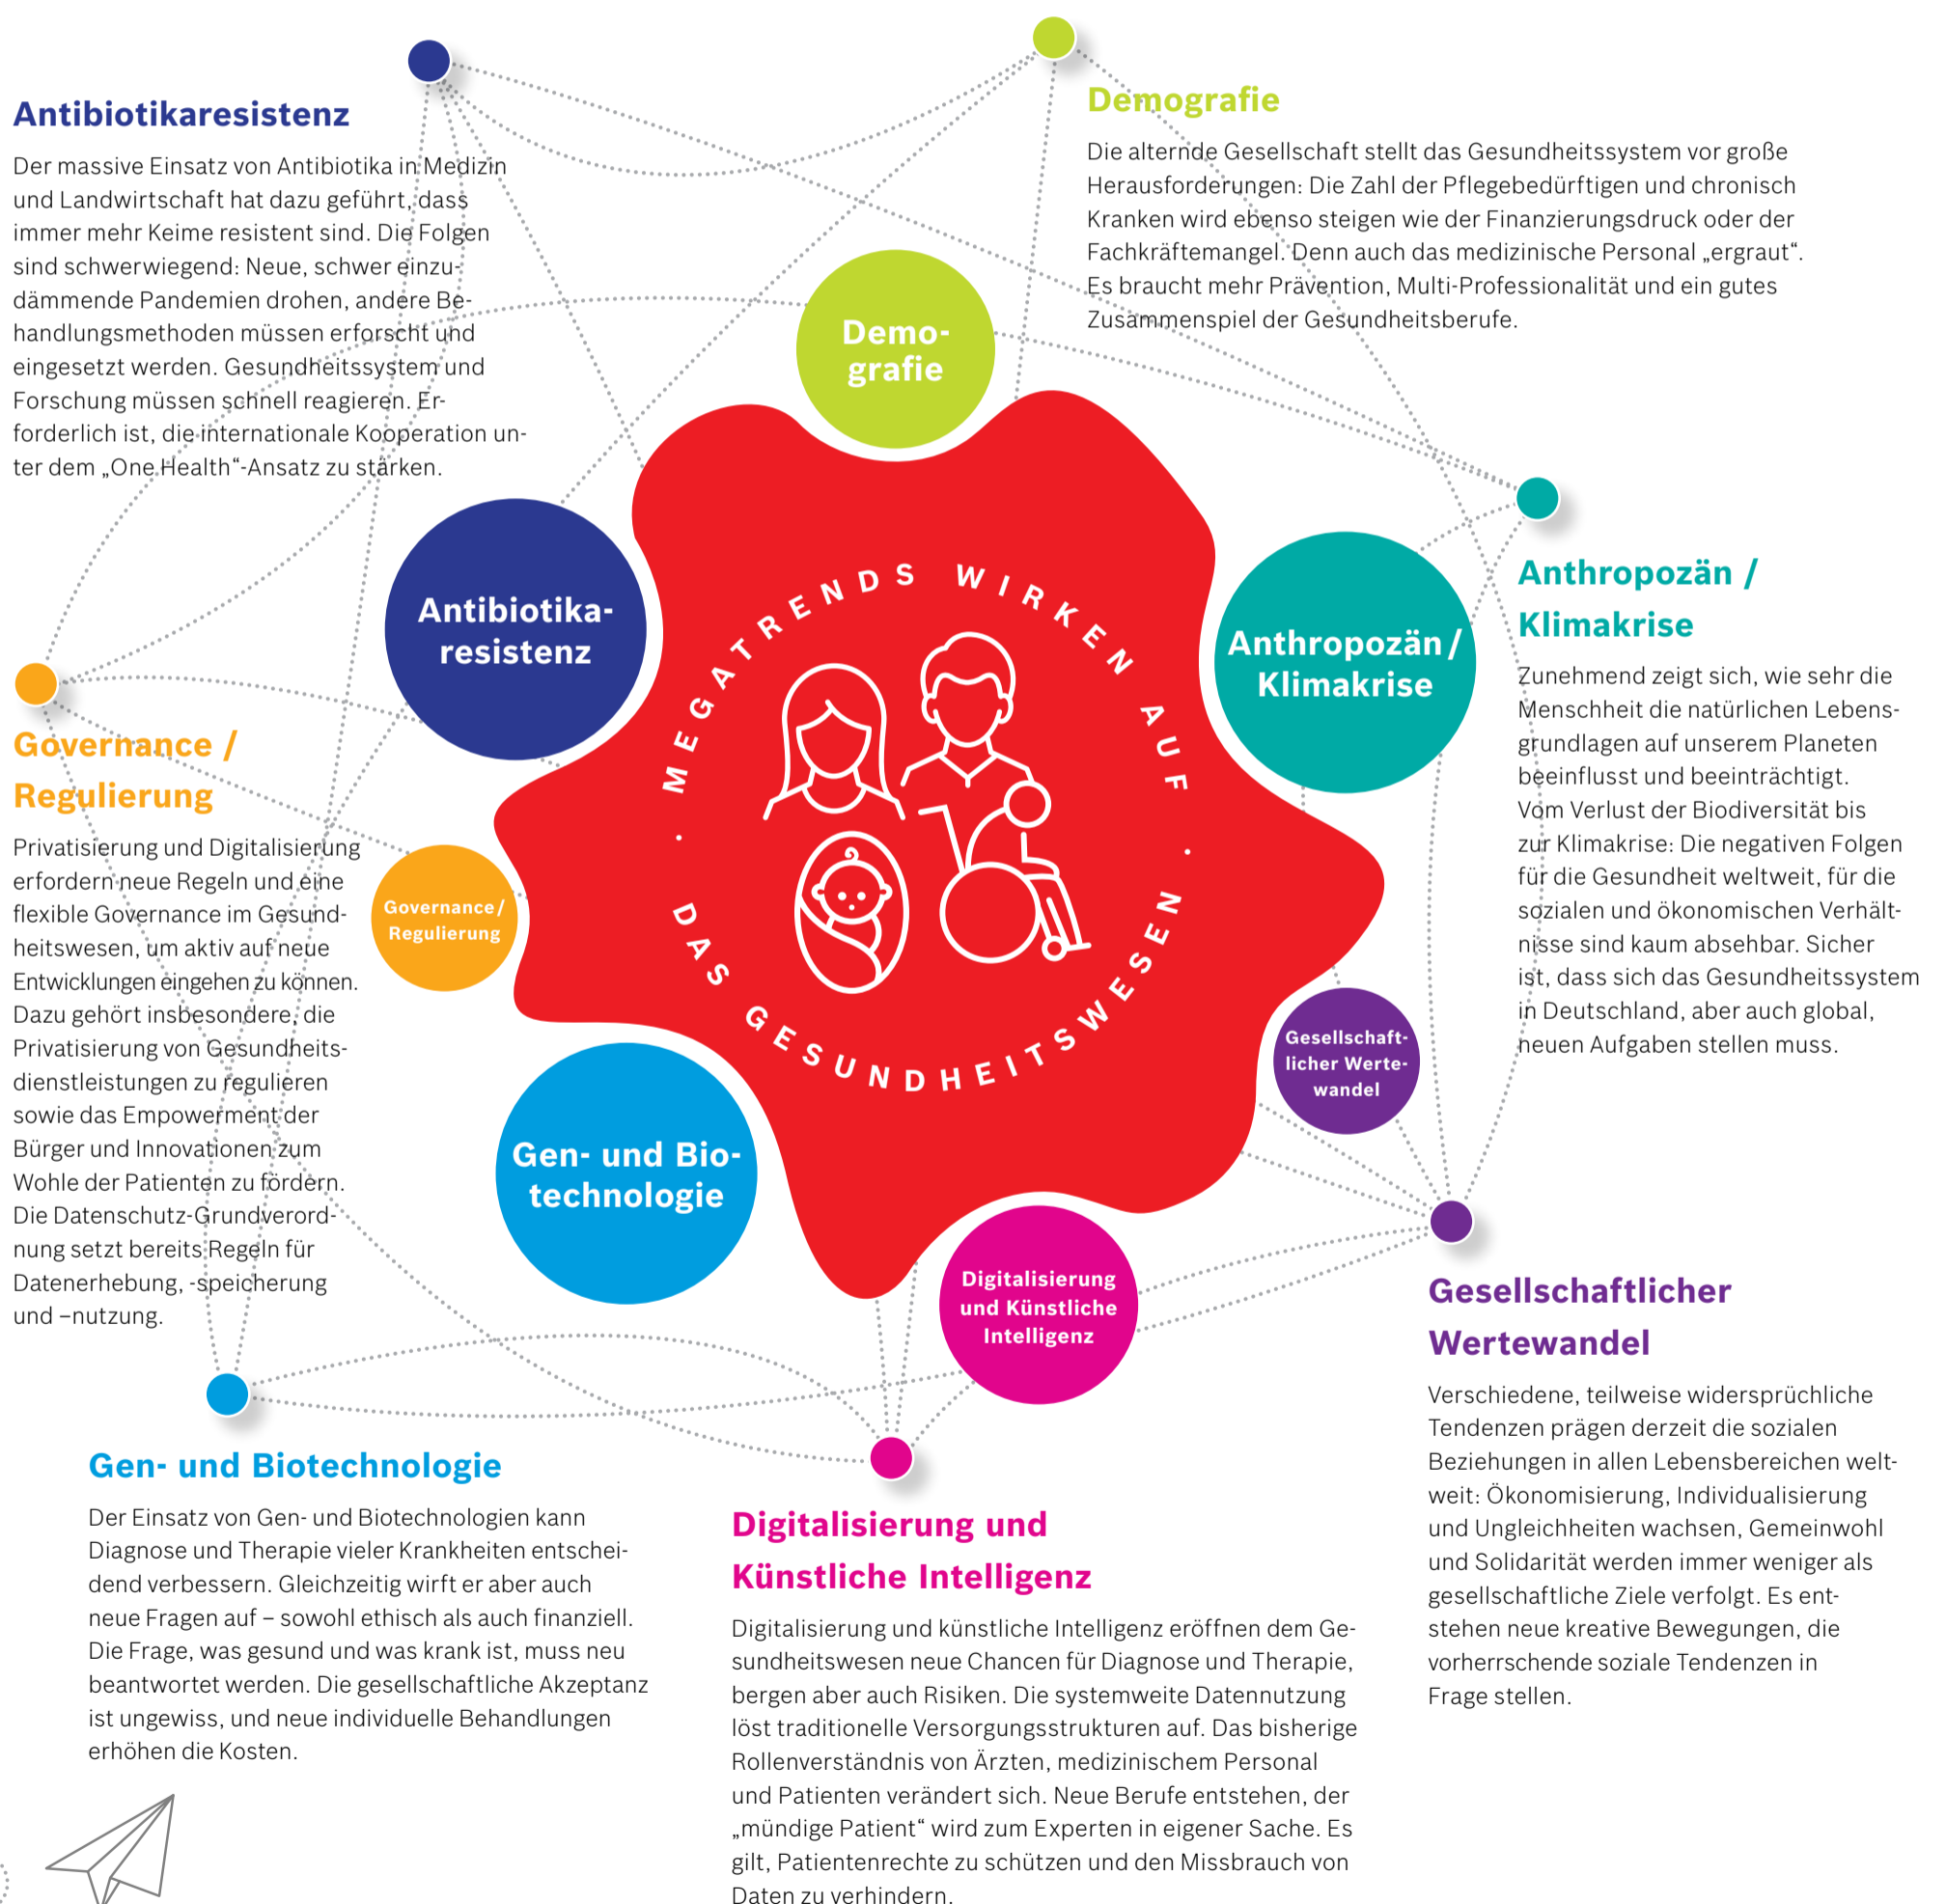 Antibiotikaresistenz
Der massive Einsatz von Antibiotika in Medizin
und Landwirtschaft hat dazu geführt, dass
immer mehr Keime resistent sind. Die Folgen
sind schwerwiegend: Neue, schwer einzu-
dämmende Pandemien drohen, andere Be-
handlungsmethoden müssen erforscht und
eingesetzt werden. Gesundheitssystem und
Forschung müssen schnell reagieren. Er-
forderlich ist, die internationale Kooperation un-
ter dem „One Health“-Ansatz zu stärken.
Demografie
Die alternde Gesellschaft stellt das Gesundheitssystem vor große
Herausforderungen: Die Zahl der Pflegebedürftigen und chronisch
Kranken wird ebenso steigen wie der Finanzierungsdruck oder der
Fachkräftemangel. Denn auch das medizinische Personal „ergraut“.
Es braucht mehr Prävention, Multi-Professionalität und ein gutes
Zusammenspiel der Gesundheitsberufe.
Demo-
grafie
Antibiotika-
resistenz
Anthropozän/
Klimakrise
Governance/
Regulierung
Gesellschaft-
licher Werte-
wandel
Gen- und Bio-
technologie
Digitalisierung
und Künstliche
Intelligenz
· MEGATRENDS WIRKEN AUF ·
DAS GESUNDHEITSWESEN
Anthropozän /
Klimakrise
Zunehmend zeigt sich, wie sehr die
Menschheit die natürlichen Lebens-
grundlagen auf unserem Planeten
beeinflusst und beeinträchtigt.
Vom Verlust der Biodiversität bis
zur Klimakrise: Die negativen Folgen
für die Gesundheit weltweit, für die
sozialen und ökonomischen Verhält-
nisse sind kaum absehbar. Sicher
ist, dass sich das Gesundheitssystem
in Deutschland, aber auch global,
neuen Aufgaben stellen muss.
Governance /
Regulierung
Privatisierung und Digitalisierung
erfordern neue Regeln und eine
flexible Governance im Gesund-
heitswesen, um aktiv auf neue
Entwicklungen eingehen zu können.
Dazu gehört insbesondere, die
Privatisierung von Gesundheits-
dienstleistungen zu regulieren
sowie das Empowerment der
Bürger und Innovationen zum
Wohle der Patienten zu fördern.
Die Datenschutz-Grundverord-
nung setzt bereits Regeln für
Datenerhebung, -speicherung
und –nutzung.
Gen- und Biotechnologie
Der Einsatz von Gen- und Biotechnologien kann
Diagnose und Therapie vieler Krankheiten entschei-
dend verbessern. Gleichzeitig wirft er aber auch
neue Fragen auf – sowohl ethisch als auch finanziell.
Die Frage, was gesund und was krank ist, muss neu
beantwortet werden. Die gesellschaftliche Akzeptanz
ist ungewiss, und neue individuelle Behandlungen
erhöhen die Kosten.
Digitalisierung und
Künstliche Intelligenz
Digitalisierung und künstliche Intelligenz eröffnen dem Ge-
sundheitswesen neue Chancen für Diagnose und Therapie,
bergen aber auch Risiken. Die systemweite Datennutzung
löst traditionelle Versorgungsstrukturen auf. Das bisherige
Rollenverständnis von Ärzten, medizinischem Personal
und Patienten verändert sich. Neue Berufe entstehen, der
„mündige Patient“ wird zum Experten in eigener Sache. Es
gilt, Patientenrechte zu schützen und den Missbrauch von
Daten zu verhindern.
Gesellschaftlicher
Wertewandel
Verschiedene, teilweise widersprüchliche
Tendenzen prägen derzeit die sozialen
Beziehungen in allen Lebensbereichen welt-
weit: Ökonomisierung, Individualisierung
und Ungleichheiten wachsen, Gemeinwohl
und Solidarität werden immer weniger als
gesellschaftliche Ziele verfolgt. Es ent-
stehen neue kreative Bewegungen, die
vorherrschende soziale Tendenzen in
Frage stellen.